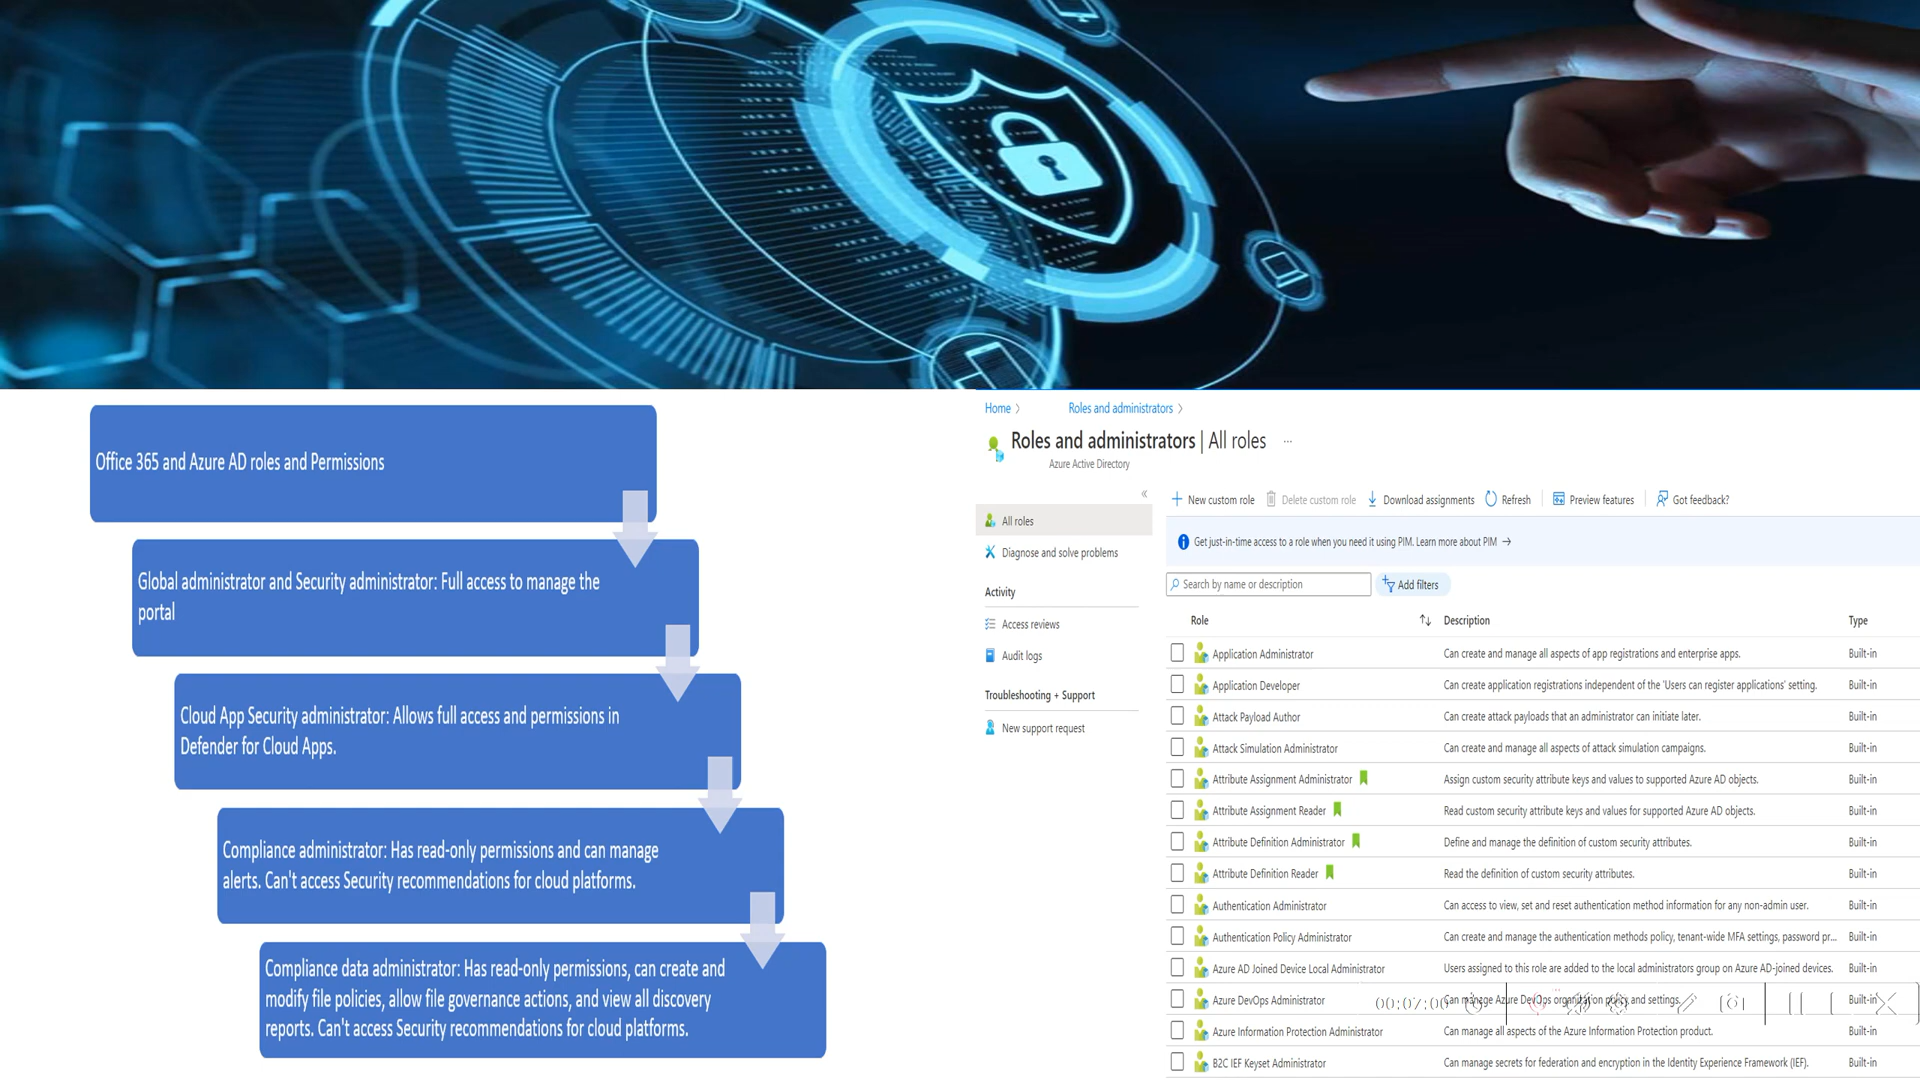 Office 365 and Azure AD roles and Permissions
Global administrator and Security administrator: Full access to manage the
portal
Cloud App Security administrator: Allows full access and permissions in
Defender for Cloud Apps.
Compliance administrator: Has read-only permissions and can manage
alerts. Can't access Security recommendations for cloud platforms.
Compliance data administrator: Has read-only permissions, can create and
modify file policies, allow file governance actions, and view all discovery
reports. Can't access Security recommendations for cloud platforms.
Home > Roles and administrators >
Roles and administrators | All roles ...
Azure Active Directory
«
All roles
Diagnose and solve problems
Activity
Access reviews
Audit logs
Troubleshooting + Support
New support request
New custom role Delete custom role Download assignments Refresh Preview features Got feedback?
Get just-in-time access to a role when you need it using PIM. Learn more about PIM →
Search by name or description Add filters
Role ↑↓ Description Type
Application Administrator Can create and manage all aspects of app registrations and enterprise apps. Built-in
Application Developer Can create application registrations independent of the 'Users can register applications' setting. Built-in
Attack Payload Author Can create attack payloads that an administrator can initiate later. Built-in
Attack Simulation Administrator Can create and manage all aspects of attack simulation campaigns. Built-in
Attribute Assignment Administrator Assign custom security attribute keys and values to supported Azure AD objects. Built-in
Attribute Assignment Reader Read custom security attribute keys and values for supported Azure AD objects. Built-in
Attribute Definition Administrator Define and manage the definition of custom security attributes. Built-in
Attribute Definition Reader Read the definition of custom security attributes. Built-in
Authentication Administrator Can access to view, set and reset authentication method information for any non-admin user. Built-in
Authentication Policy Administrator Can create and manage the authentication methods policy, tenant-wide MFA settings, password pr... Built-in
Azure AD Joined Device Local Administrator Users assigned to this role are added to the local administrators group on Azure AD-joined devices. Built-in
Azure DevOps Administrator Can manage Azure DevOps organization policy and settings. Built-in
00:07:00
Azure Information Protection Administrator Can manage all aspects of the Azure Information Protection product. Built-in
B2C IEF Keyset Administrator Can manage secrets for federation and encryption in the Identity Experience Framework (IEF). Built-in